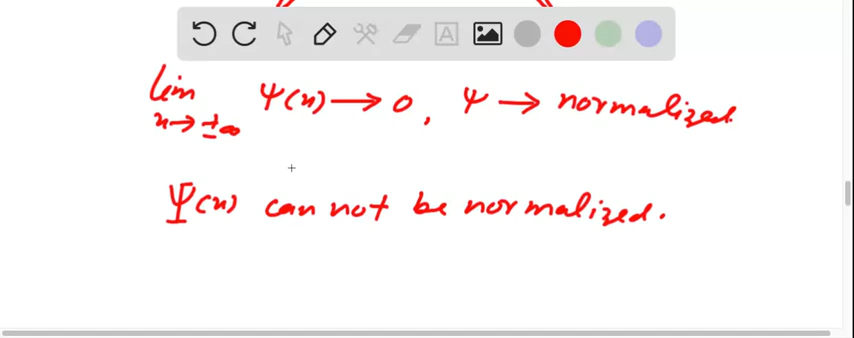 lim Ψ(x) → 0, Ψ → normalized.
x → ±∞
Ψ(x) can not be normalized.